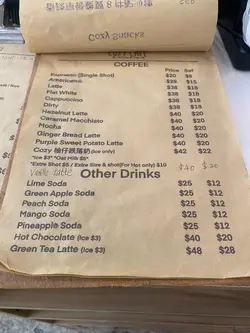 Cozy Snacks
COFFEE
Price Set
Espresso (Single Shot) $20 $8
Americano $38 $15
Latte $38 $18
Flat White $38 $18
Cappuccino $38 $18
Dirty $38 $18
Hazelnut Latte $40 $20
Caramel Macchiato $40 $20
Mocha $40 $20
Ginger Bread Latte $40 $20
Purple Sweet Potato Latte $40 $20
Cozy (ice only) $42 $22
*Ice $3* *Oat Milk $5*
*Extra Shot $5 / Extra Size & shot(For Hot only) $10
Latte $40 $20
Other Drinks
Lime Soda $25 $12
Green Apple Soda $25 $12
Peach Soda $25 $12
Mango Soda $25 $12
Pineapple Soda $25 $12
Hot Chocolate (Ice $3) $40 $20
Green Tea Latte (Ice $3) $48 $28